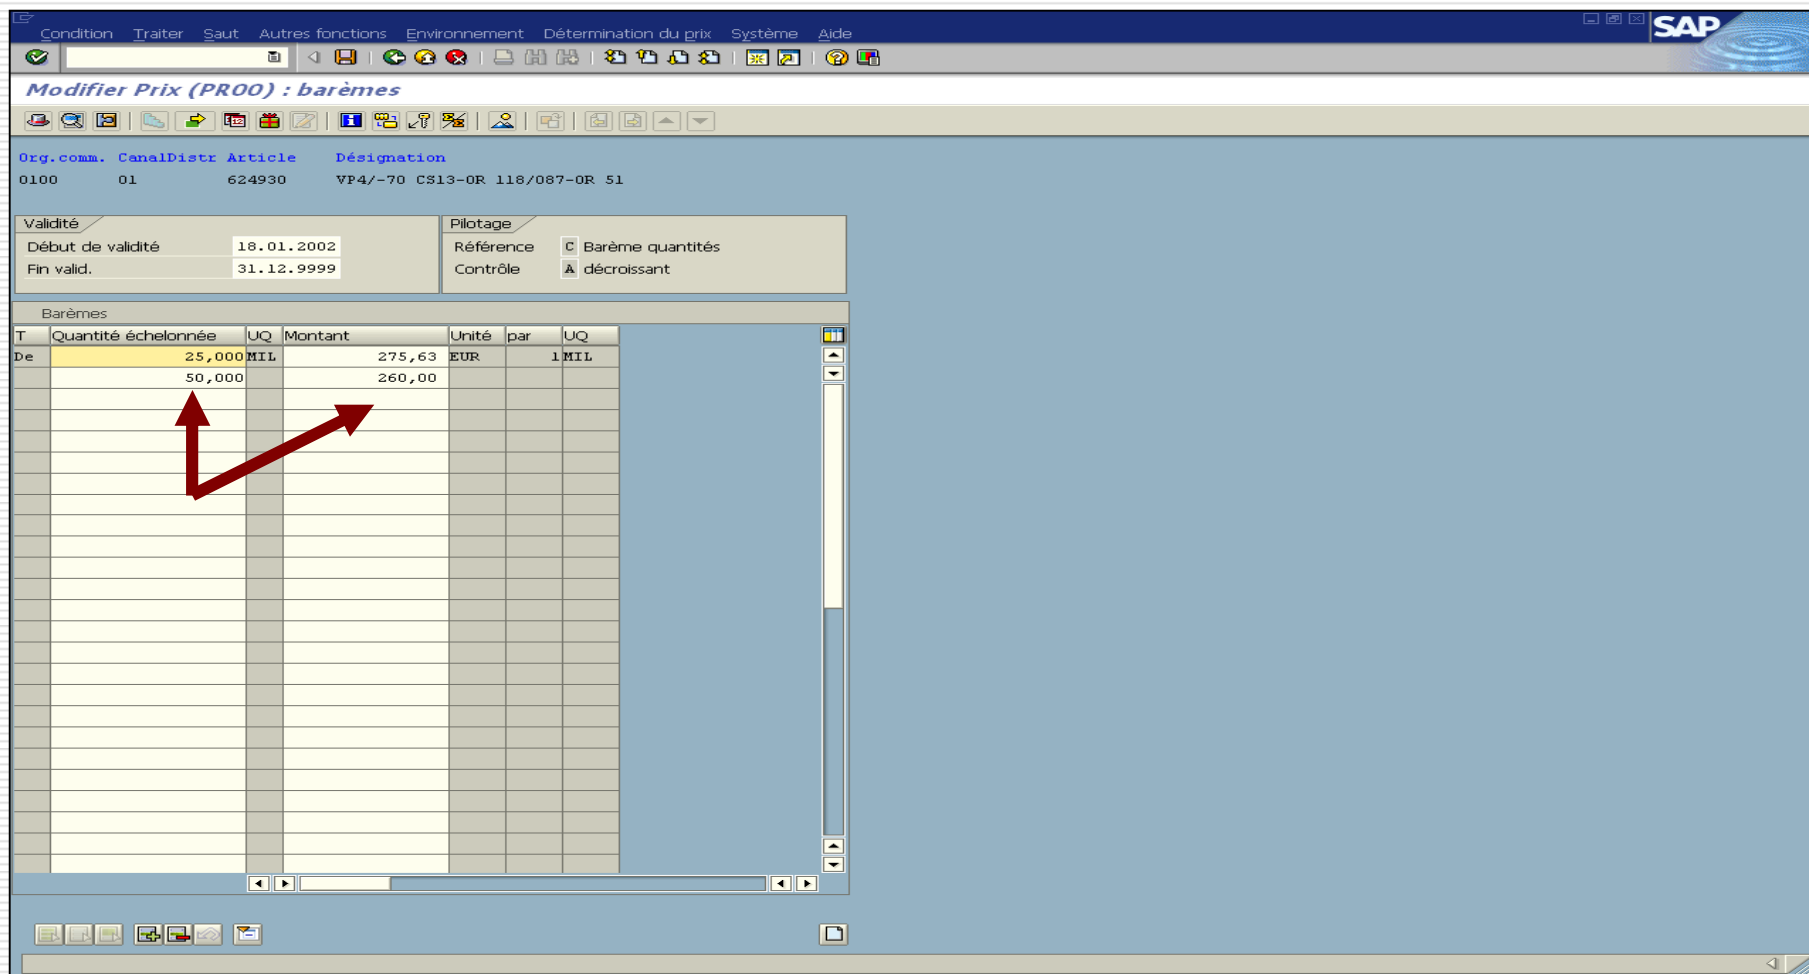 SAP
Condition Traiter Saut Autres fonctions Environnement Détermination du prix Système Aide
Modifier Prix (PR00) : barèmes
Org.comm. CanalDistr Article Désignation
0100 01 624930 VP4/-70 CS13-0R 118/087-0R 51
Validité Pilotage
Début de validité 18.01.2002 Référence C Barème quantités
Fin valid. 31.12.9999 Contrôle A décroissant
Barèmes
T Quantité échelonnée UQ Montant Unité par UQ
De 25,000 MIL 275,63 EUR 1 MIL
50,000 260,00